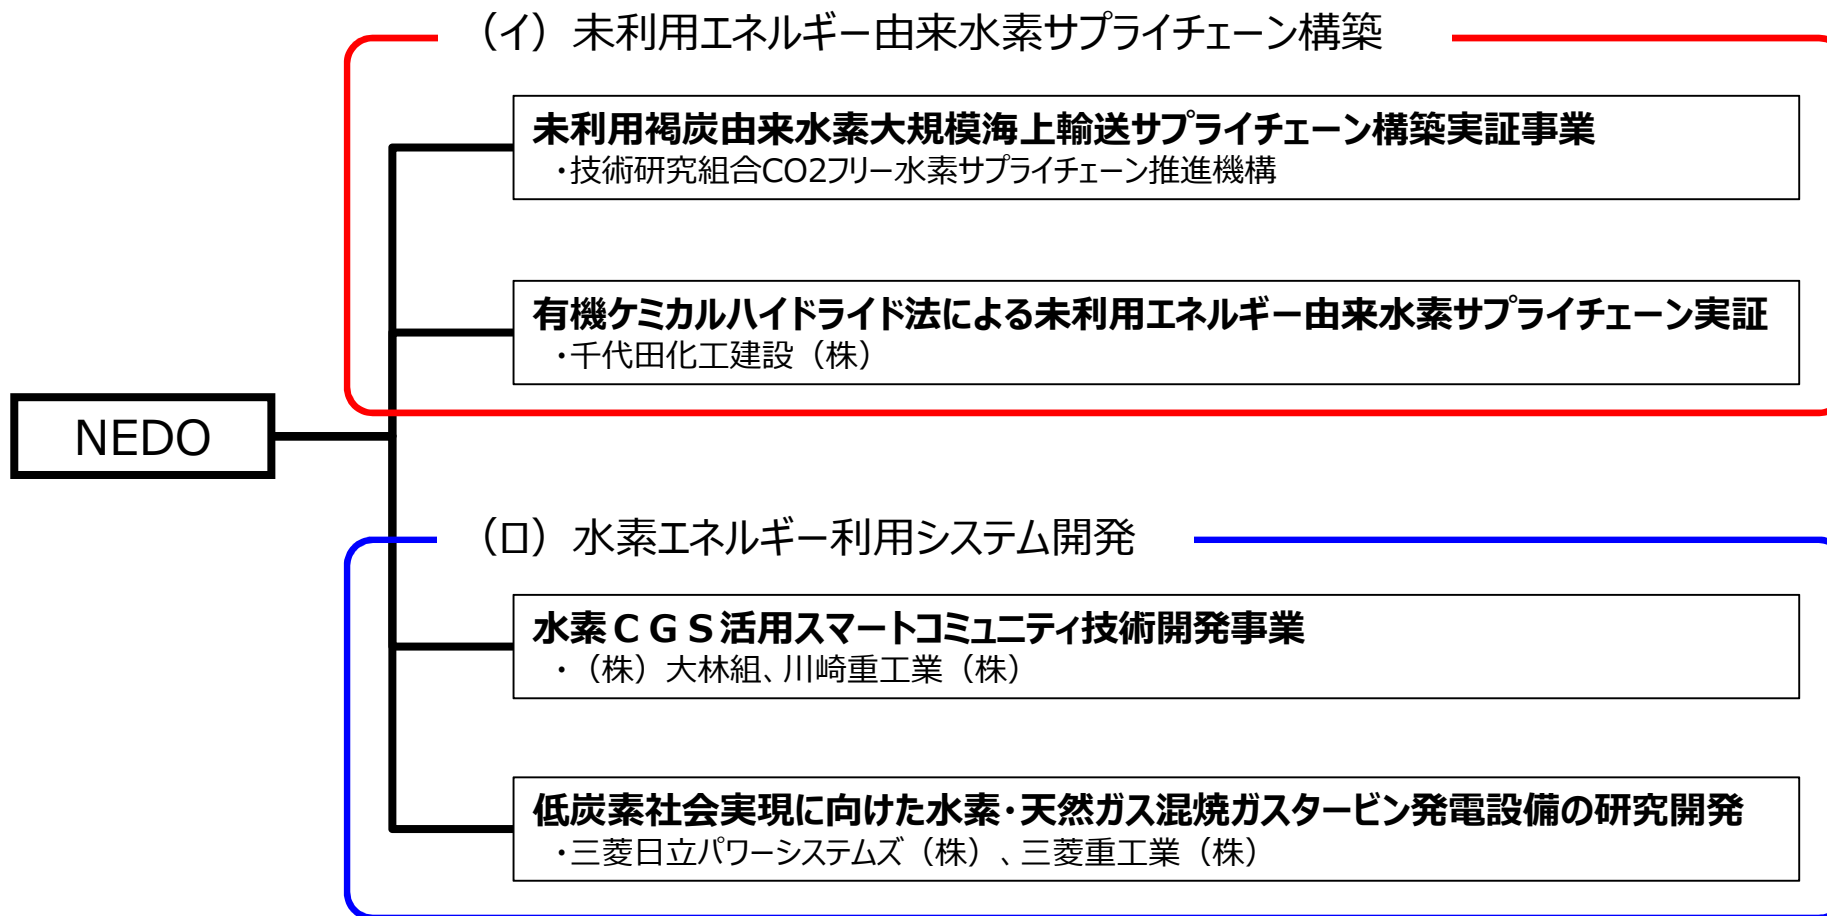 （イ）未利用エネルギー由来水素サプライチェーン構築
未利用褐炭由来水素大規模海上輸送サプライチェーン構築実証事業
・技術研究組合CO2フリー水素サプライチェーン推進機構
有機ケミカルハイドライド法による未利用エネルギー由来水素サプライチェーン実証
・千代田化工建設（株）
NEDO
（ロ）水素エネルギー利用システム開発
水素ＣＧＳ活用スマートコミュニティ技術開発事業
・（株）大林組、川崎重工業（株）
低炭素社会実現に向けた水素・天然ガス混焼ガスタービン発電設備の研究開発
・三菱日立パワーシステムズ（株）、三菱重工業（株）